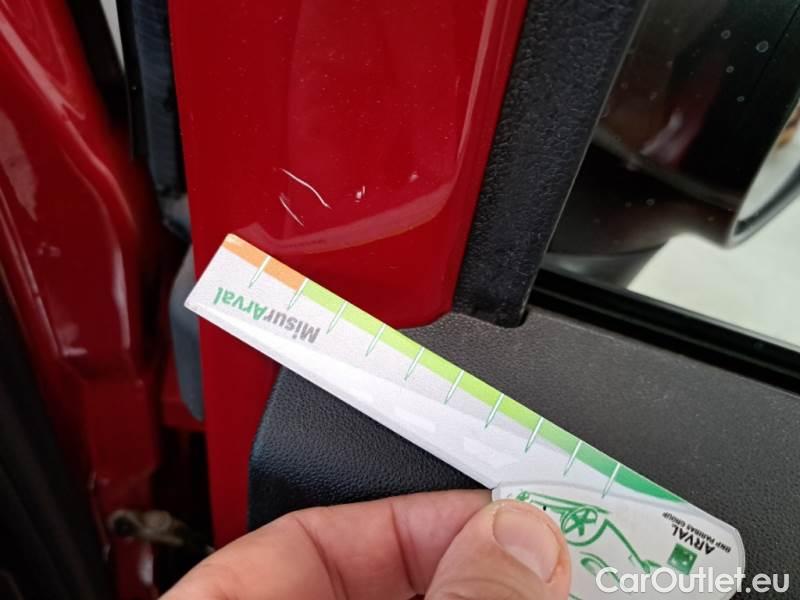 MisurArval
ARVAL
BNP PARIBAS GROUP
CarOutlet.eu